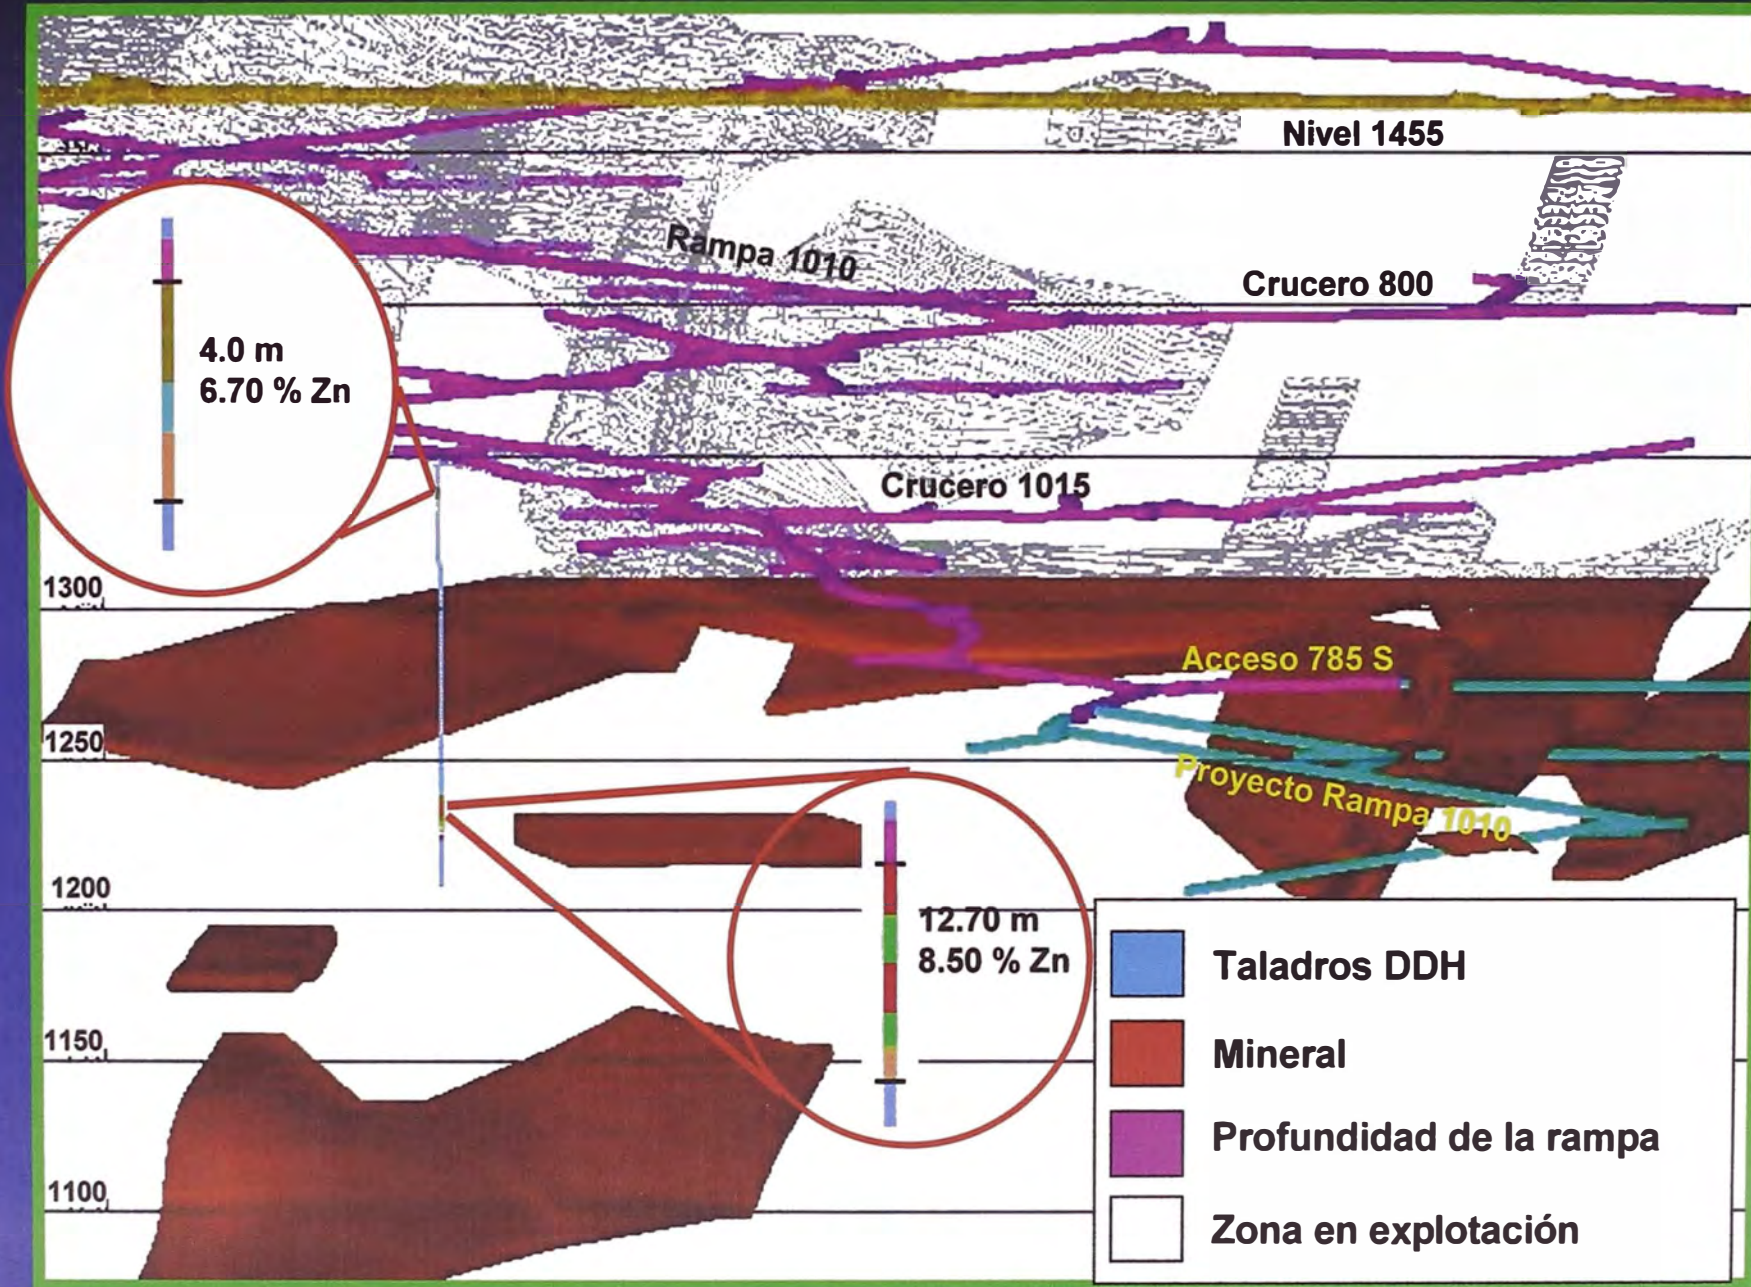 Nivel 1455
Rampa 1010
Crucero 800
4.0 m
6.70 % Zn
Crucero 1015
1300
Acceso 785 S
1250
Proyecto Rampa 1010
1200
12.70 m
8.50 % Zn
Taladros DDH
1150
Mineral
Profundidad de la rampa
1100
Zona en explotación